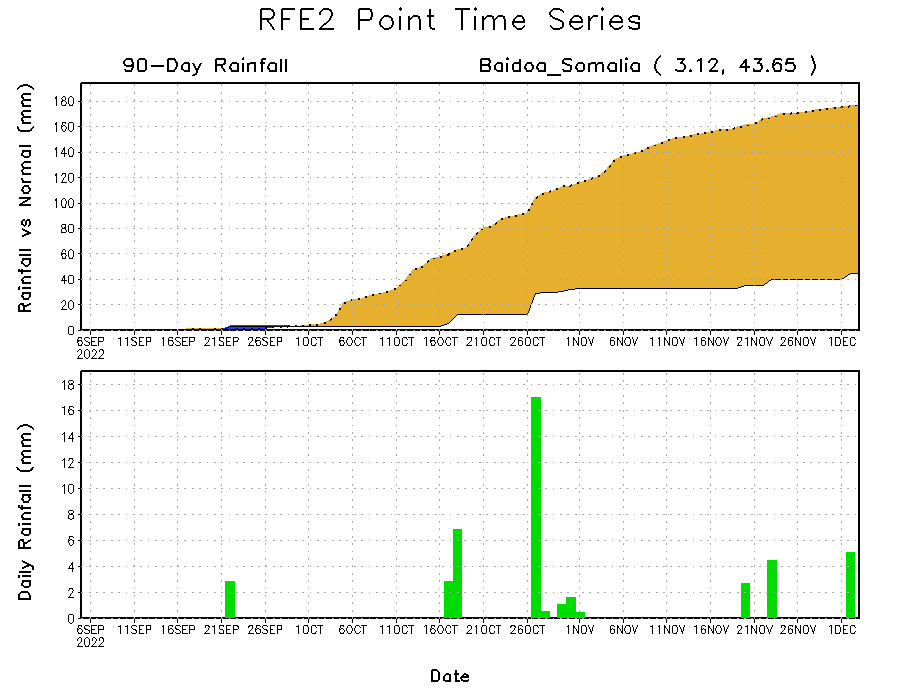 RFE2 Point Time Series
90-Day Rainfall
Baidoa_Somalia ( 3.12, 43.65 )
Rainfall vs Normal (mm)
180
160
140
120
100
80
60
40
20
0
6SEP 11SEP 16SEP 21SEP 26SEP 1OCT 6OCT 11OCT 16OCT 21OCT 26OCT 1NOV 6NOV 11NOV 16NOV 21NOV 26NOV 1DEC
2022
Daily Rainfall (mm)
18
16
14
12
10
8
6
4
2
0
6SEP 11SEP 16SEP 21SEP 26SEP 1OCT 6OCT 11OCT 16OCT 21OCT 26OCT 1NOV 6NOV 11NOV 16NOV 21NOV 26NOV 1DEC
2022
Date